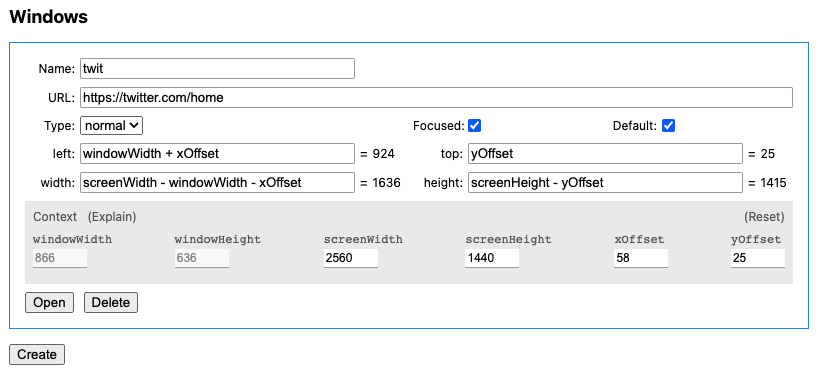 Windows
Name: twit
URL: https://twitter.com/home
Type: normal Focused: Default:
left: windowWidth + xOffset = 924 top: yOffset = 25
width: screenWidth - windowWidth - xOffset = 1636 height: screenHeight - yOffset = 1415
Context (Explain) (Reset)
windowWidth windowHeight screenWidth screenHeight xOffset yOffset
866 636 2560 1440 58 25
Open Delete
Create